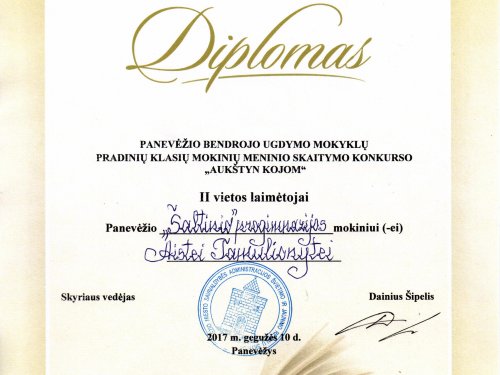 Diplomas
PANEVĖŽIO BENDROJO UGDYMO MOKYKLŲ
PRADINIŲ KLASIŲ MOKINIŲ MENINIO SKAITYMO KONKURSO
„AUKŠTYN KOJOM“
II vietos laimėtojai
Panevėžio „Šaltinio“ progimnazijos mokiniui (-ei)
Aistei
Skyriaus vedėjas
Dainius Šipelis
2017 m. gegužės 10 d.
Panevėžys